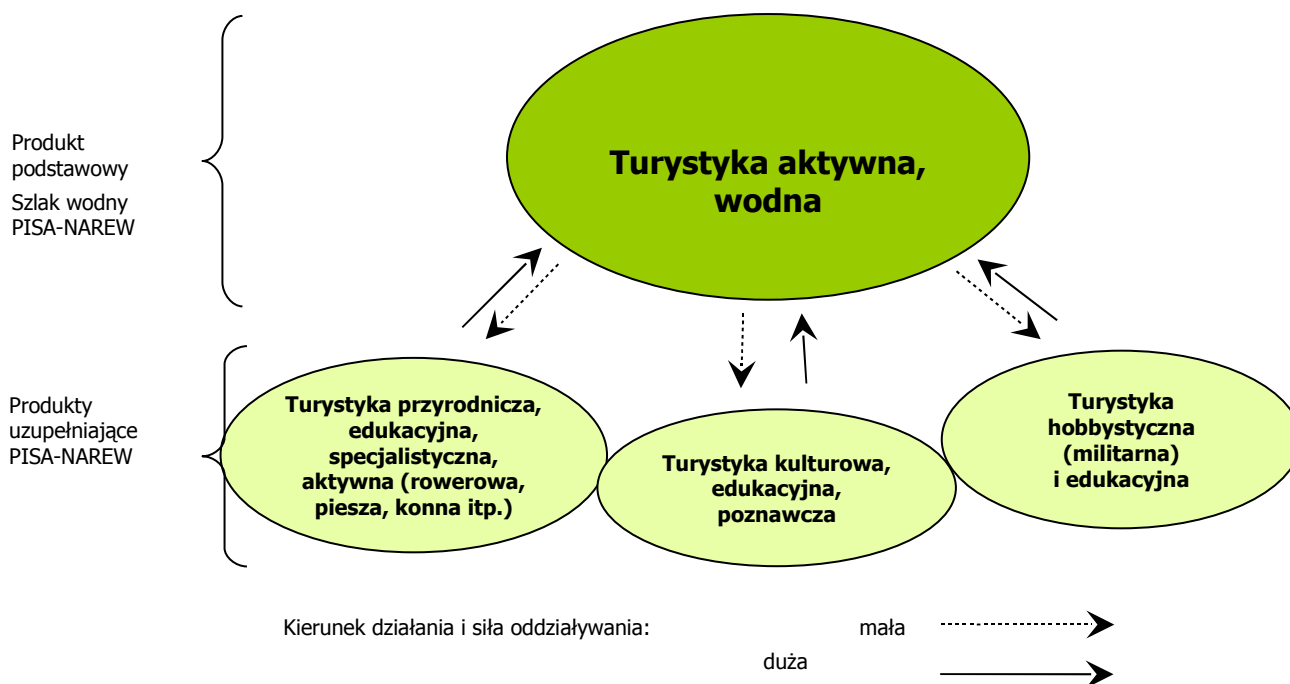 Turystyka aktywna,
wodna
Produkt
podstawowy
Szlak wodny
PISA-NAREW
Produkty
uzupełniające
PISA-NAREW
Turystyka przyrodnicza,
edukacyjna,
specjalistyczna,
aktywna (rowerowa,
piesza, konna itp.)
Turystyka kulturowa,
edukacyjna,
poznawcza
Turystyka
hobbystyczna
(militarna)
i edukacyjna
Kierunek działania i siła oddziaływania: mała
duża